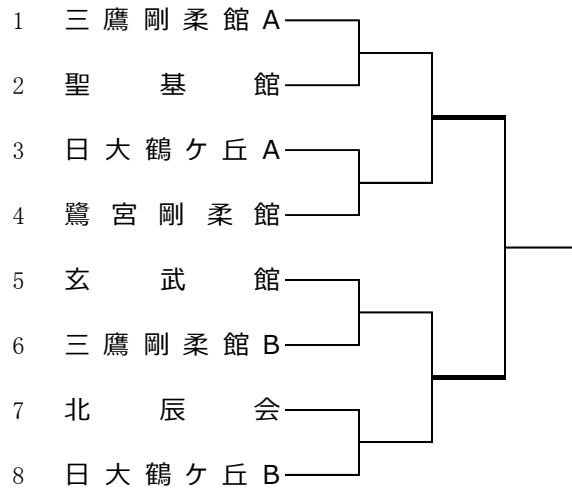 1 三鷹剛柔館A
2 聖基館
3 日大鶴ケ丘A
4 鷺宮剛柔館
5 玄武館
6 三鷹剛柔館B
7 北辰会
8 日大鶴ケ丘B